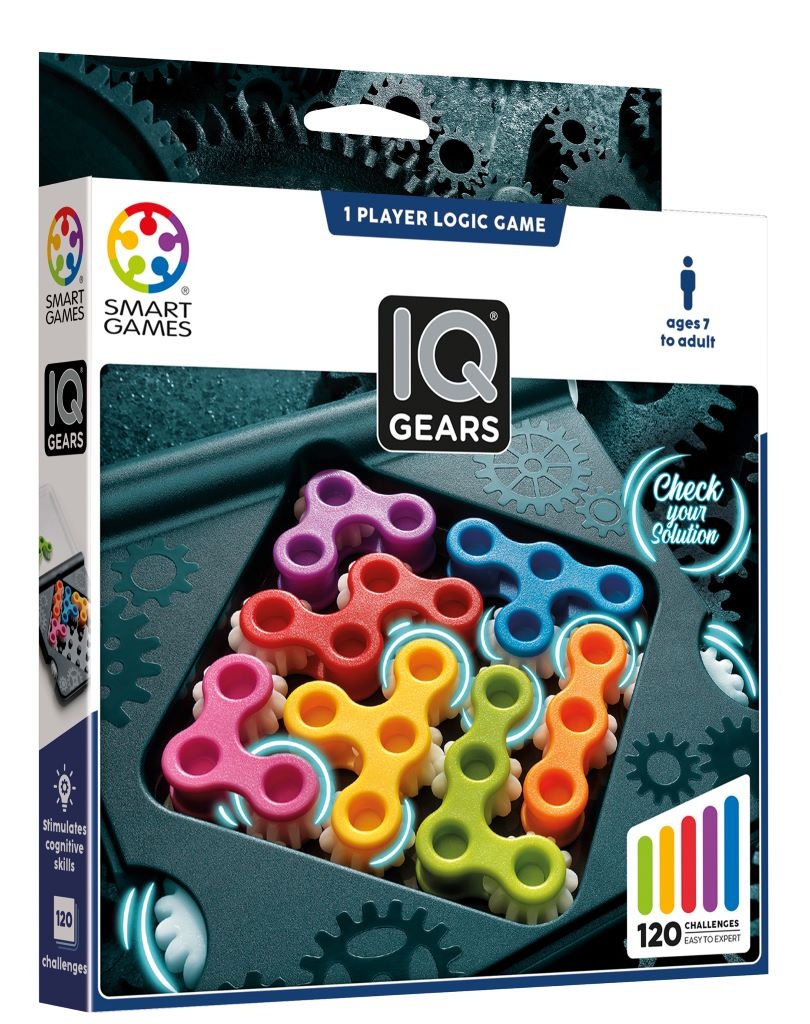 1 PLAYER LOGIC GAME
SMART
GAMES
®
SMART
GAMES
®
ages 7
to adult
IQ
®
GEARS
IQ
GEARS
Check
your
Solution
Stimulates
cognitive
skills
120
challenges
120 CHALLENGES
EASY TO EXPERT